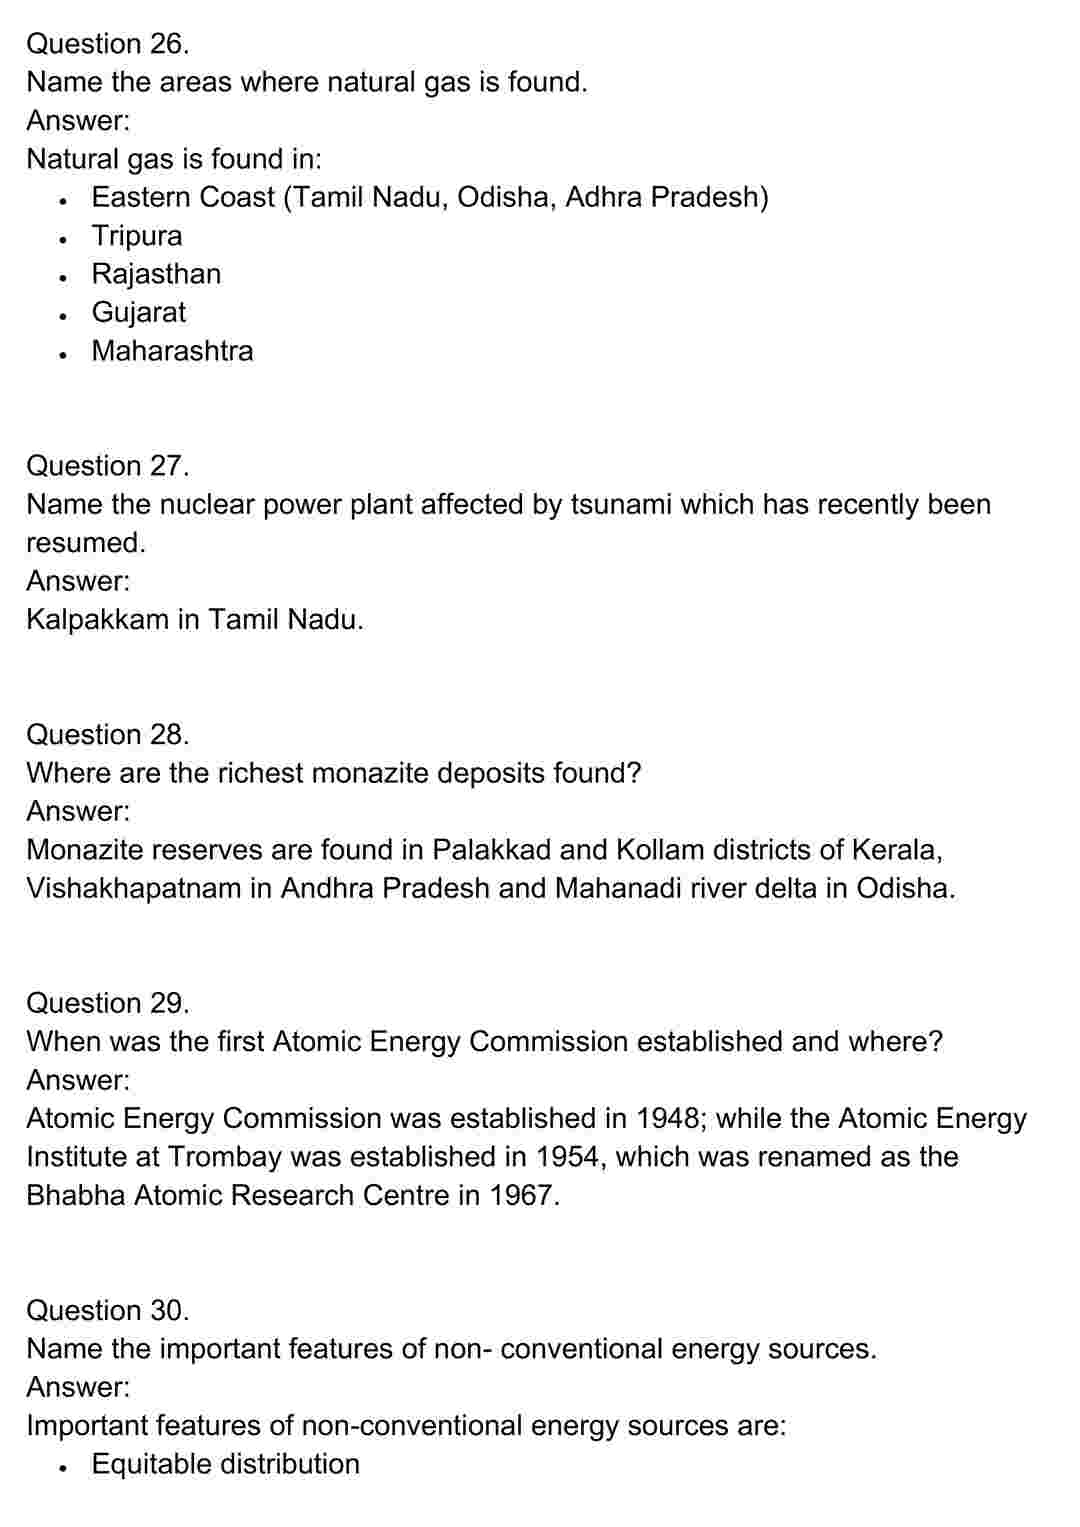 Question 26.
Name the areas where natural gas is found.
Answer:
Natural gas is found in:
• Eastern Coast (Tamil Nadu, Odisha, Adhra Pradesh)
• Tripura
• Rajasthan
• Gujarat
• Maharashtra
Question 27.
Name the nuclear power plant affected by tsunami which has recently been
resumed.
Answer:
Kalpakkam in Tamil Nadu.
Question 28.
Where are the richest monazite deposits found?
Answer:
Monazite reserves are found in Palakkad and Kollam districts of Kerala,
Vishakhapatnam in Andhra Pradesh and Mahanadi river delta in Odisha.
Question 29.
When was the first Atomic Energy Commission established and where?
Answer:
Atomic Energy Commission was established in 1948; while the Atomic Energy
Institute at Trombay was established in 1954, which was renamed as the
Bhabha Atomic Research Centre in 1967.
Question 30.
Name the important features of non- conventional energy sources.
Answer:
Important features of non-conventional energy sources are:
• Equitable distribution